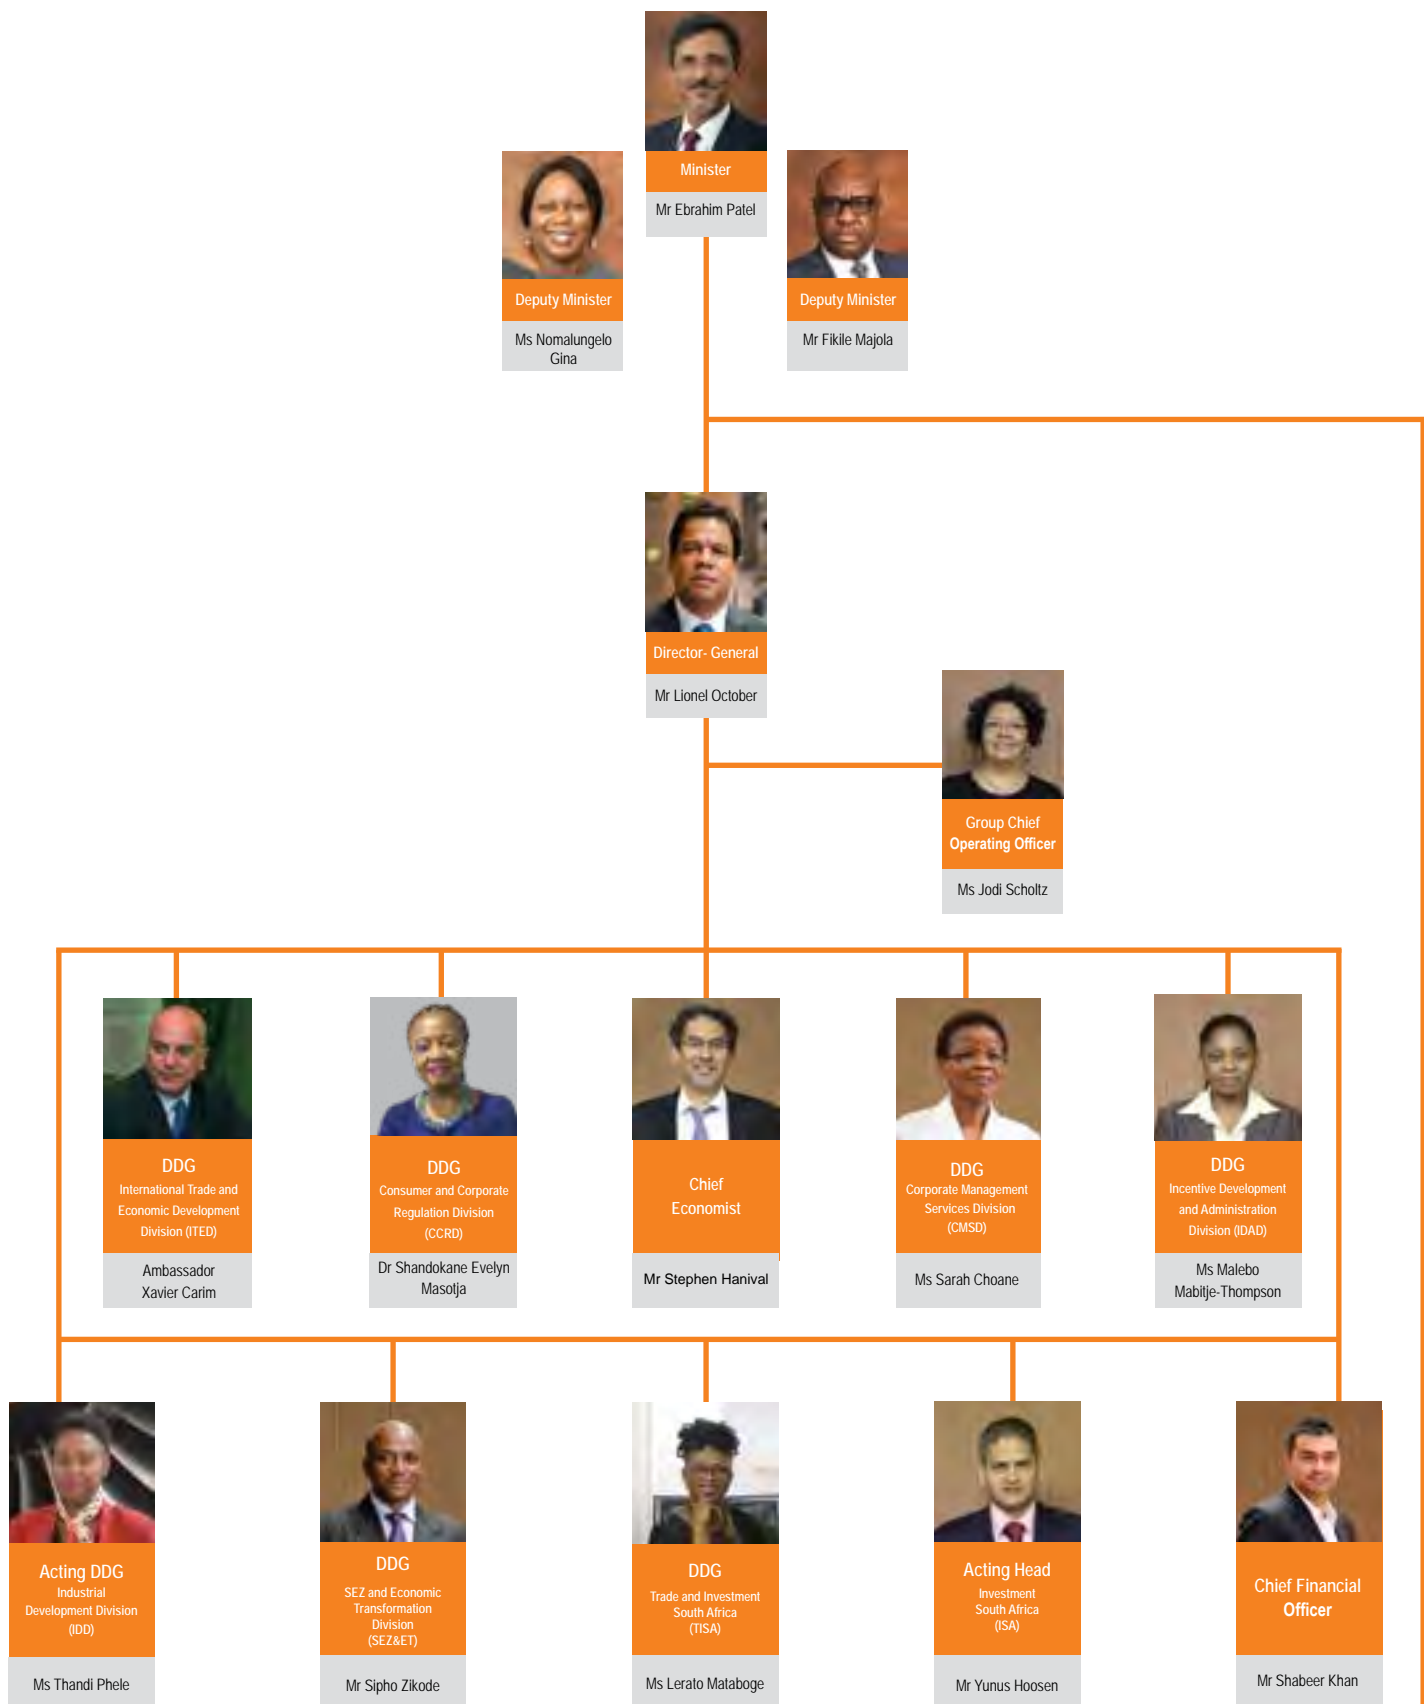 Minister
Mr Ebrahim Patel
Deputy Minister
Ms Nomalungelo
Gina
Deputy Minister
Mr Fikile Majola
Director- General
Mr Lionel October
Group Chief
Operating Officer
Ms Jodi Scholtz
DDG
International Trade and
Economic Development
Division (ITED)
Ambassador
Xavier Carim
DDG
Consumer and Corporate
Regulation Division
(CCRD)
Dr Shandokane Evelyn
Masotja
Chief
Economist
Mr Stephen Hanival
DDG
Corporate Management
Services Division
(CMSD)
Ms Sarah Choane
DDG
Incentive Development
and Administration
Division (IDAD)
Ms Malebo
Mabitje-Thompson
Acting DDG
Industrial
Development Division
(IDD)
Ms Thandi Phele
DDG
SEZ and Economic
Transformation
Division
(SEZ&ET)
Mr Sipho Zikode
DDG
Trade and Investment
South Africa
(TISA)
Ms Lerato Mataboge
Acting Head
Investment
South Africa
(ISA)
Mr Yunus Hoosen
Chief Financial
Officer
Mr Shabeer Khan